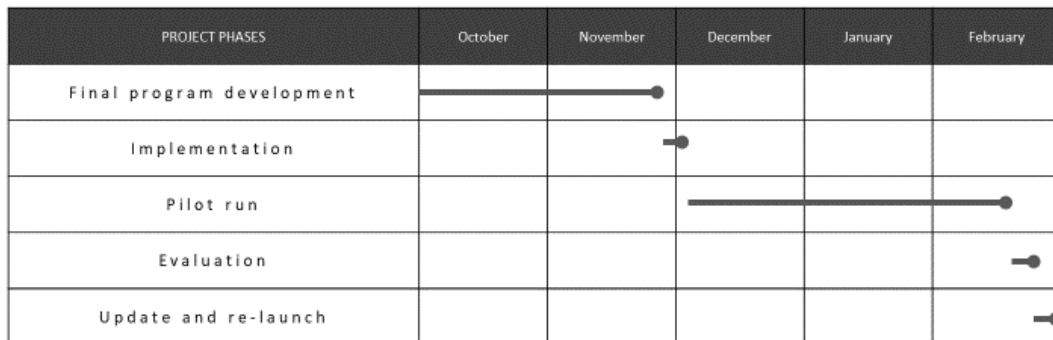 PROJECT PHASES October November December January February
Final program development
Implementation
Pilot run
Evaluation
Update and re-launch